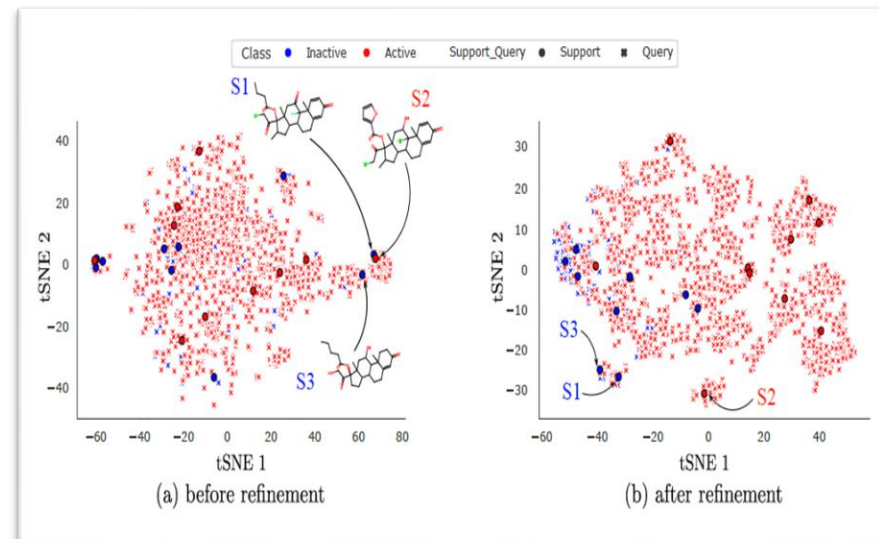 Class Inactive Active Support_Query Support Query
S1
S2
S3
40
20
0
−20
−40
tSNE 2
−60 −40 −20 0 20 40 60 80
tSNE 1
(a) before refinement
30
20
10
0
−10
−20
−30
tSNE 2
S3
S1
S2
−60 −40 −20 0 20 40
tSNE 1
(b) after refinement